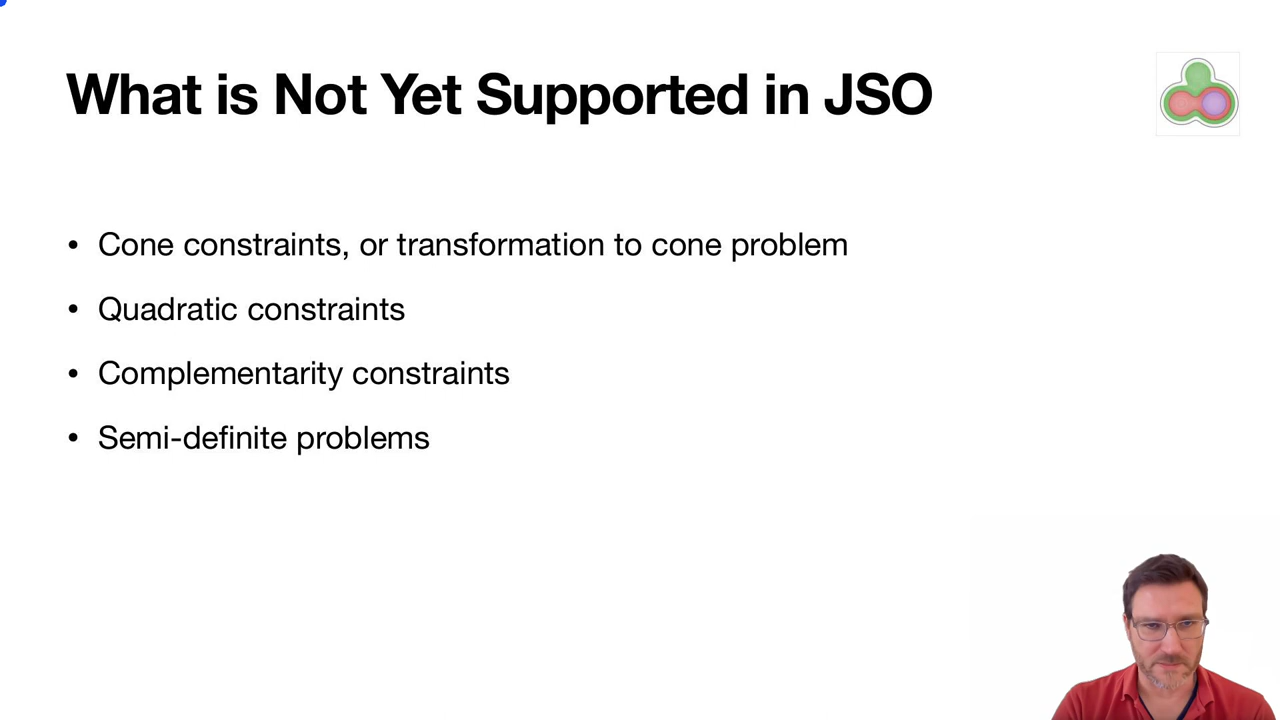 What is Not Yet Supported in JSO
• Cone constraints, or transformation to cone problem
• Quadratic constraints
• Complementarity constraints
• Semi-definite problems